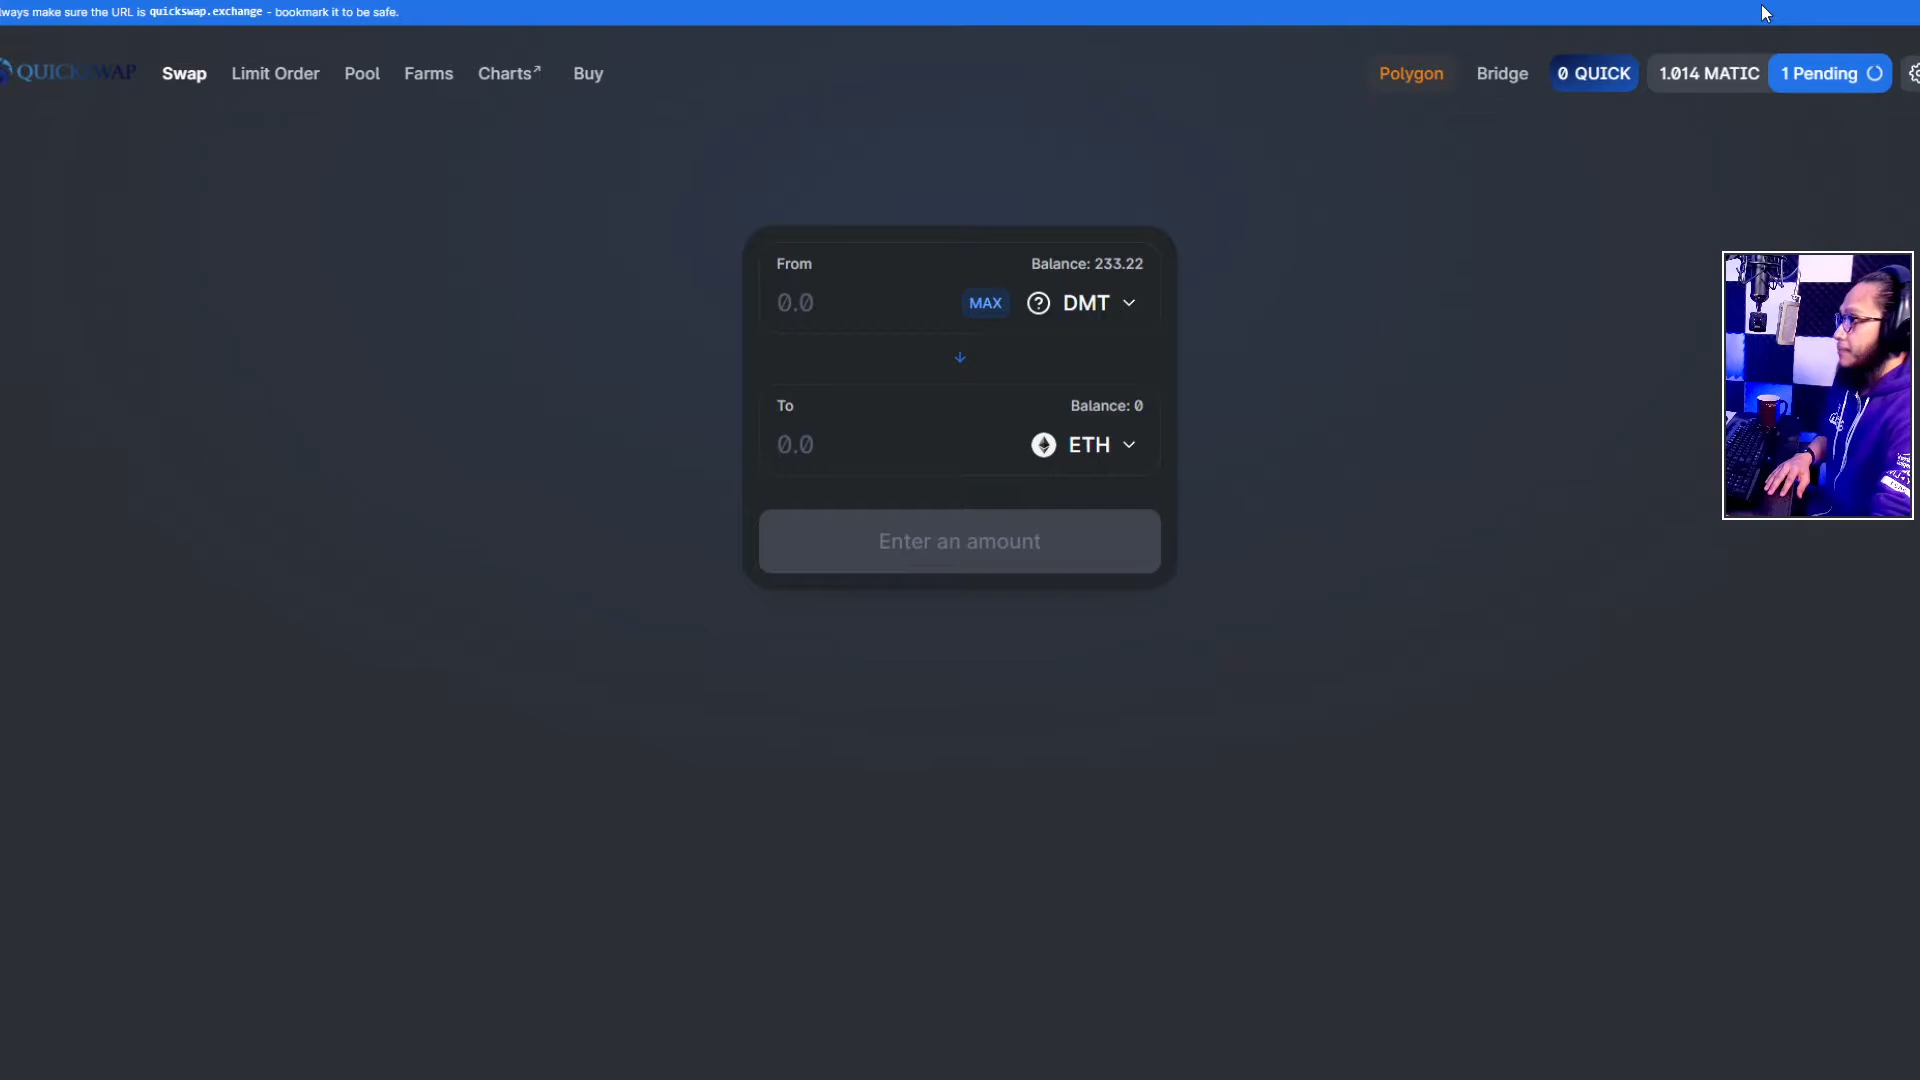 lways make sure the URL is quickswap.exchange - bookmark it to be safe.
QUICKSWAP Swap Limit Order Pool Farms Charts↗ Buy Polygon Bridge 0 QUICK 1.014 MATIC 1 Pending
From Balance: 233.22
0.0 MAX ? DMT
To Balance: 0
0.0 ETH
Enter an amount